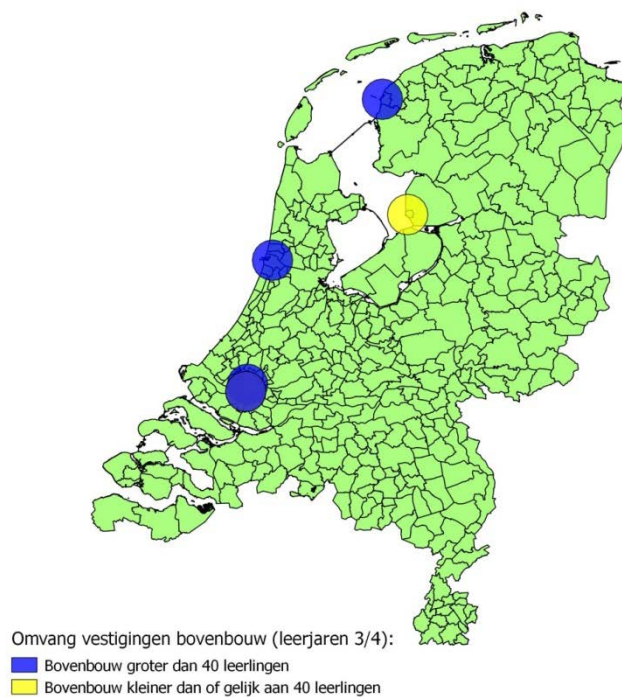 Omvang vestigingen bovenbouw (leerjaren 3/4):
Bovenbouw groter dan 40 leerlingen
Bovenbouw kleiner dan of gelijk aan 40 leerlingen